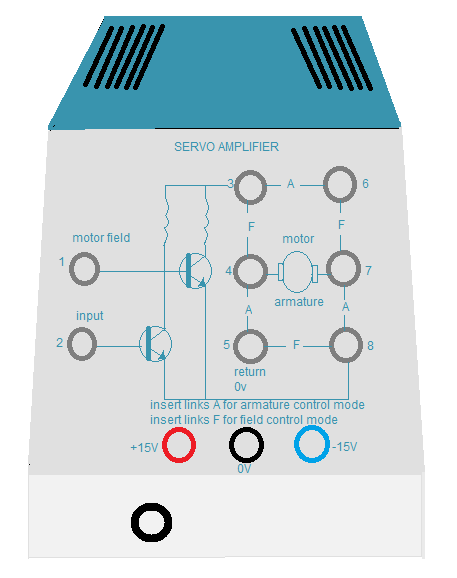 SERVO AMPLIFIER
3 A 6
motor field F F
1 motor
4 7
armature
input A A
2 5 F 8
return
0v
insert links A for armature control mode
insert links F for field control mode
+15V -15V
0V